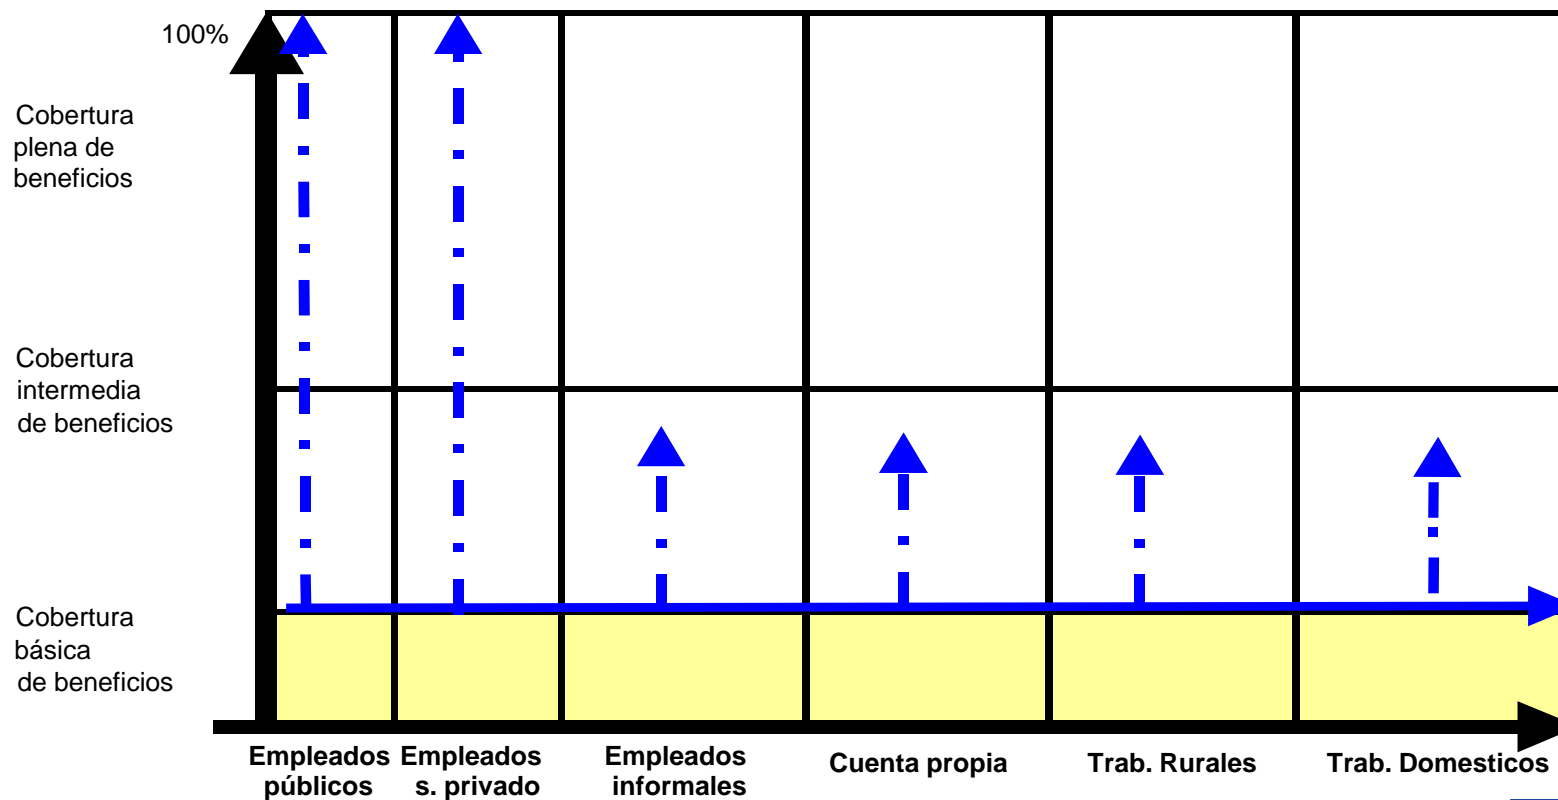 100%
Cobertura
plena de
beneficios
Cobertura
intermedia
de beneficios
Cobertura
básica
de beneficios
Empleados
públicos
Empleados
s. privado
Empleados
informales
Cuenta propia
Trab. Rurales
Trab. Domesticos